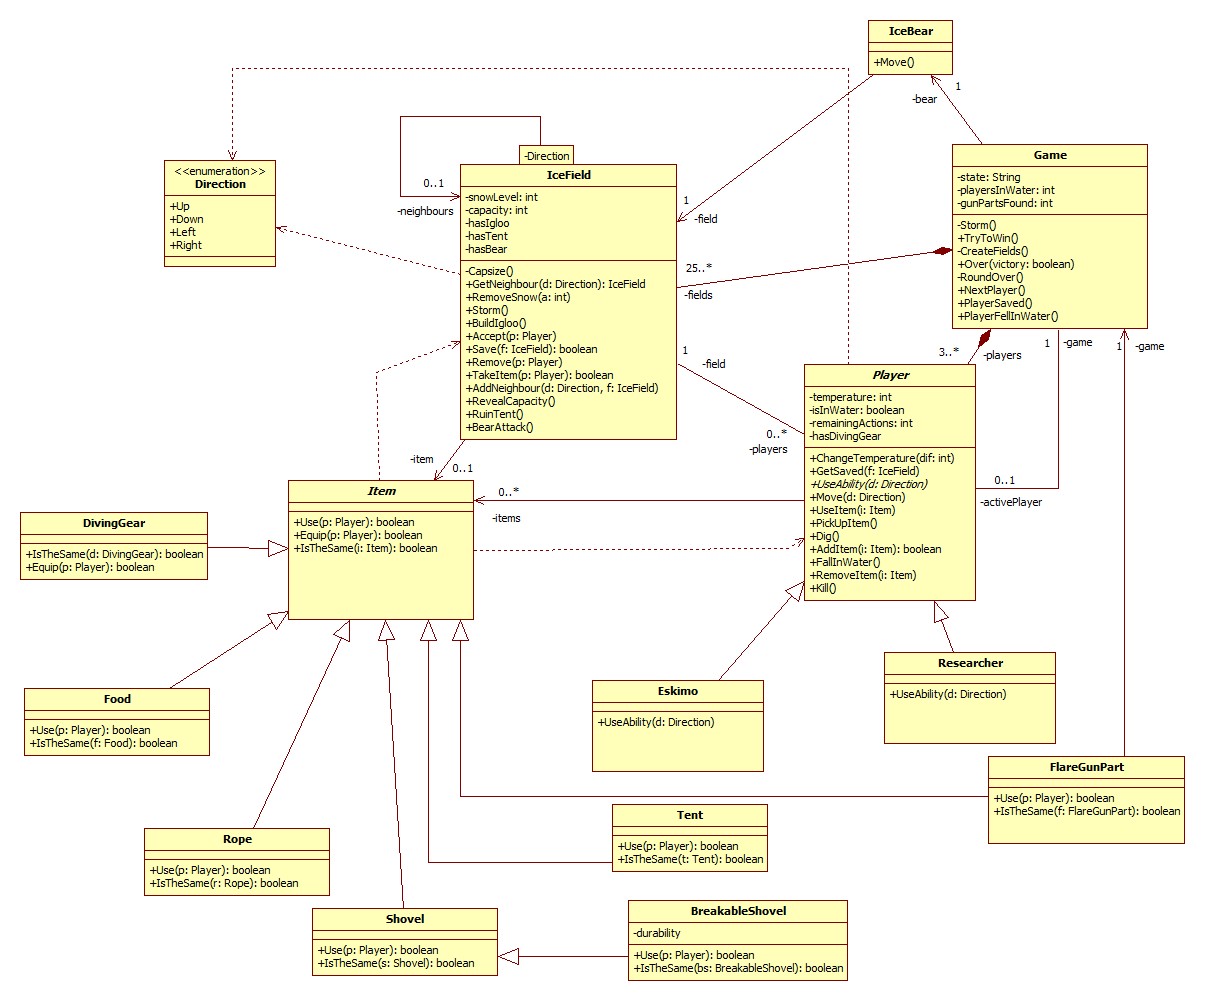 IceBear
+Move()
1
-bear
<<enumeration>>
Direction
+Up
+Down
+Left
+Right
0..1
-neighbours
-Direction
IceField
-snowLevel: int
-capacity: int
-hasIgloo
-hasTent
-hasBear
-Capsize()
+GetNeighbour(d: Direction): IceField
+RemoveSnow(a: int)
+Storm()
+BuildIgloo()
+Accept(p: Player)
+Save(f: IceField): boolean
+Remove(p: Player)
+TakeItem(p: Player): boolean
+AddNeighbour(d: Direction, f: IceField)
+RevealCapacity()
+RuinTent()
+BearAttack()
1
-field
25..*
-fields
1
-field
0..*
-players
Game
-state: String
-playersInWater: int
-gunPartsFound: int
-Storm()
+TryToWin()
-CreateFields()
+Over(victory: boolean)
-RoundOver()
+NextPlayer()
+PlayerSaved()
+PlayerFellInWater()
3..*
-players
1
-game
1
-game
Player
-temperature: int
-isInWater: boolean
-remainingActions: int
-hasDivingGear
+ChangeTemperature(dif: int)
+GetSaved(f: IceField)
+UseAbility(d: Direction)
+Move(d: Direction)
+UseItem(i: Item)
+PickUpItem()
+Dig()
+AddItem(i: Item): boolean
+FallInWater()
+RemoveItem(i: Item)
+Kill()
0..1
-activePlayer
-item
0..1
0..*
-items
Item
+Use(p: Player): boolean
+Equip(p: Player): boolean
+IsTheSame(i: Item): boolean
DivingGear
+IsTheSame(d: DivingGear): boolean
+Equip(p: Player): boolean
Food
+Use(p: Player): boolean
+IsTheSame(f: Food): boolean
Eskimo
+UseAbility(d: Direction)
Researcher
+UseAbility(d: Direction)
FlareGunPart
+Use(p: Player): boolean
+IsTheSame(f: FlareGunPart): boolean
Rope
+Use(p: Player): boolean
+IsTheSame(r: Rope): boolean
Tent
+Use(p: Player): boolean
+IsTheSame(t: Tent): boolean
Shovel
+Use(p: Player): boolean
+IsTheSame(s: Shovel): boolean
BreakableShovel
-durability
+Use(p: Player): boolean
+IsTheSame(bs: BreakableShovel): boolean